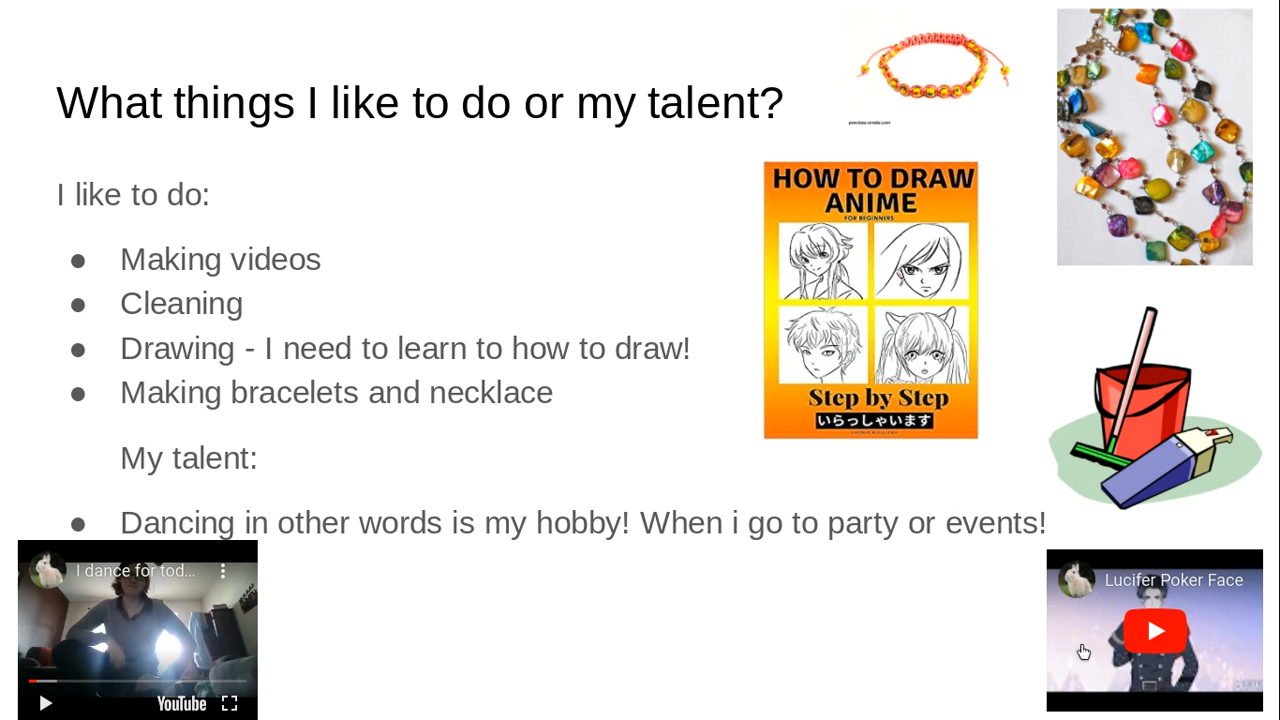 What things I like to do or my talent?
I like to do:
● Making videos
● Cleaning
● Drawing - I need to learn to how to draw!
● Making bracelets and necklace
My talent:
● Dancing in other words is my hobby! When i go to party or events!
HOW TO DRAW
ANIME
FOR BEGINNERS
Step by Step
いらっしゃいます
I dance for tod...
YouTube
Lucifer Poker Face